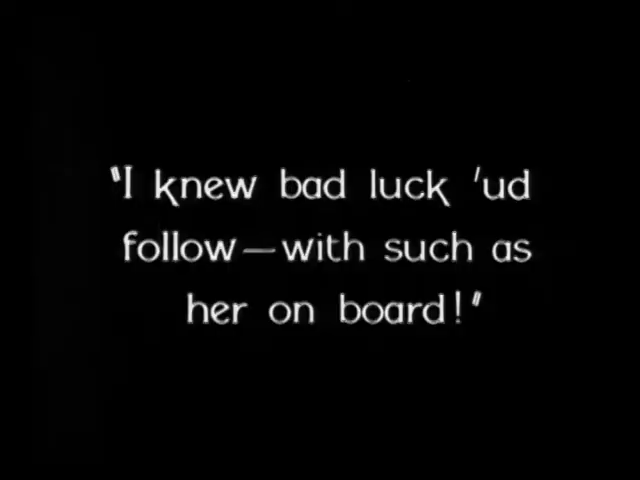 "I knew bad luck 'ud
follow—with such as
her on board!"